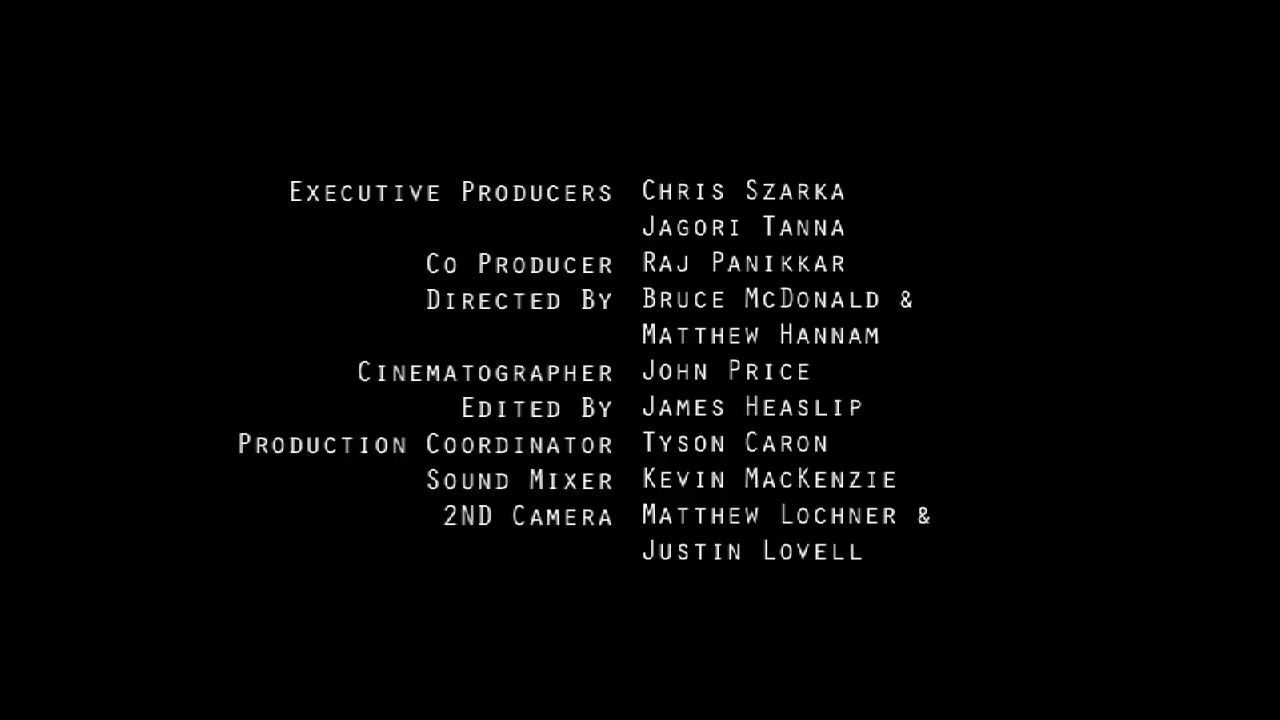 Executive Producers Chris Szarka
Jagori Tanna
Co Producer Raj Panikkar
Directed By Bruce McDonald &
Matthew Hannam
Cinematographer John Price
Edited By James Heaslip
Production Coordinator Tyson Caron
Sound Mixer Kevin MacKenzie
2nd Camera Matthew Lochner &
Justin Lovell